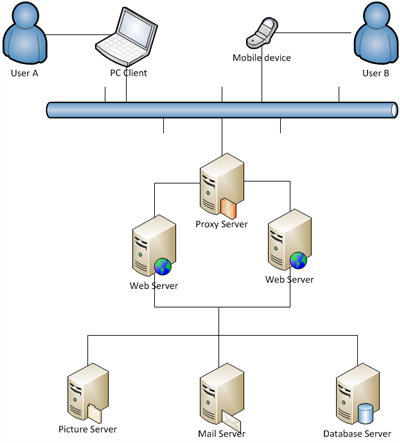 User A
PC Client
Mobile device
User B
Proxy Server
Web Server
Web Server
Picture Server
Mail Server
Database Server